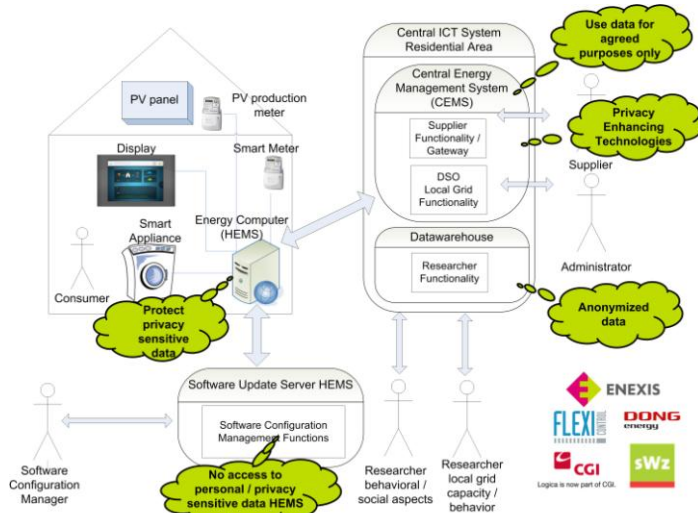 Central ICT System
Residential Area
Use data for
agreed
purposes only
Central Energy
Management System
(CEMS)
PV panel
PV production
meter
Supplier
Functionality /
Gateway
Privacy
Enhancing
Technologies
Supplier
Display
Smart Meter
DSO
Local Grid
Functionality
Smart
Appliance
Energy Computer
(HEMS)
Datawarehouse
Researcher
Functionality
Administrator
Consumer
Protect
privacy
sensitive
data
Anonymized
data
Software Update Server HEMS
Software Configuration
Management Functions
No access to
personal / privacy
sensitive data HEMS
Software
Configuration
Manager
Researcher
behavioral /
social aspects
Researcher
local grid
capacity /
behavior
ENEXIS
FLEXI
CONTROL
DONG
energy
CGI
Logica is now part of CGI.
sWz